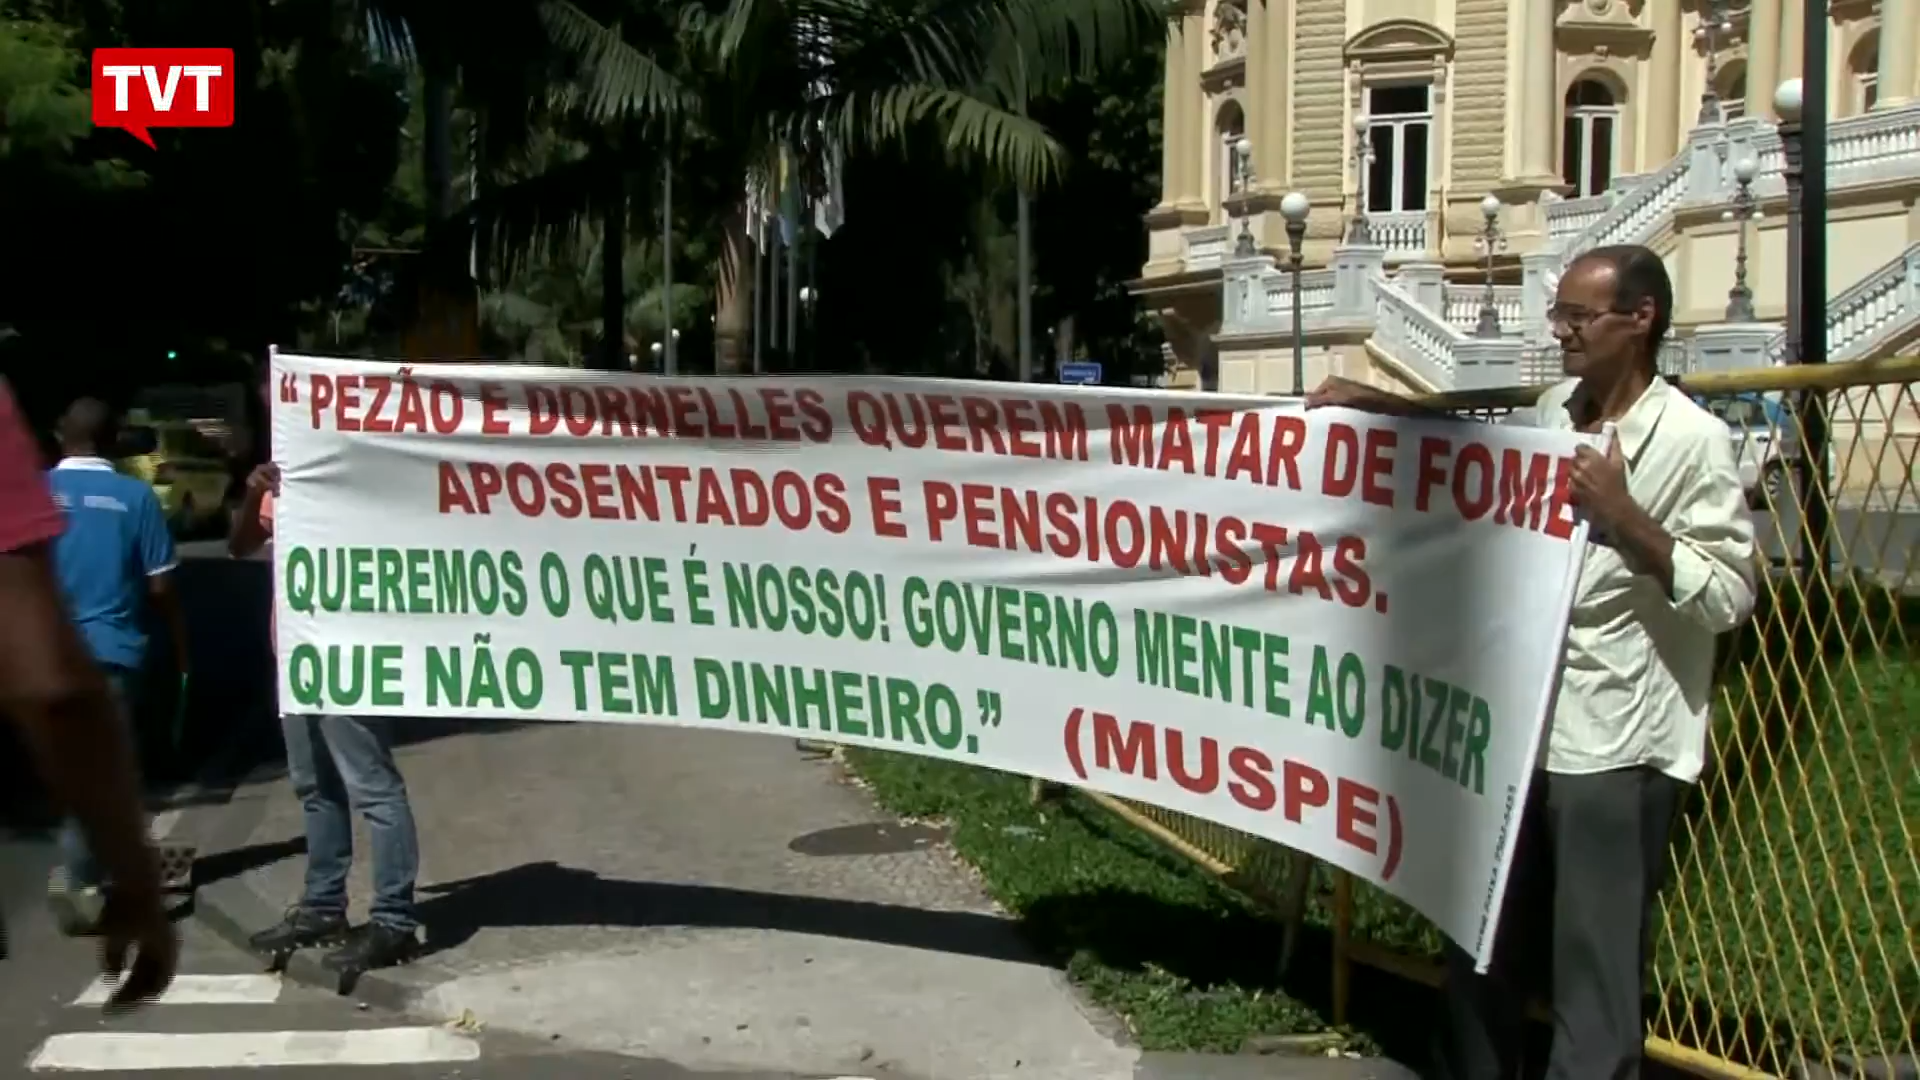 TVT
“ PEZÃO E DORNELLES QUEREM MATAR DE FOME
APOSENTADOS E PENSIONISTAS.
QUEREMOS O QUE É NOSSO! GOVERNO MENTE AO DIZER
QUE NÃO TEM DINHEIRO.”
(MUSPE)